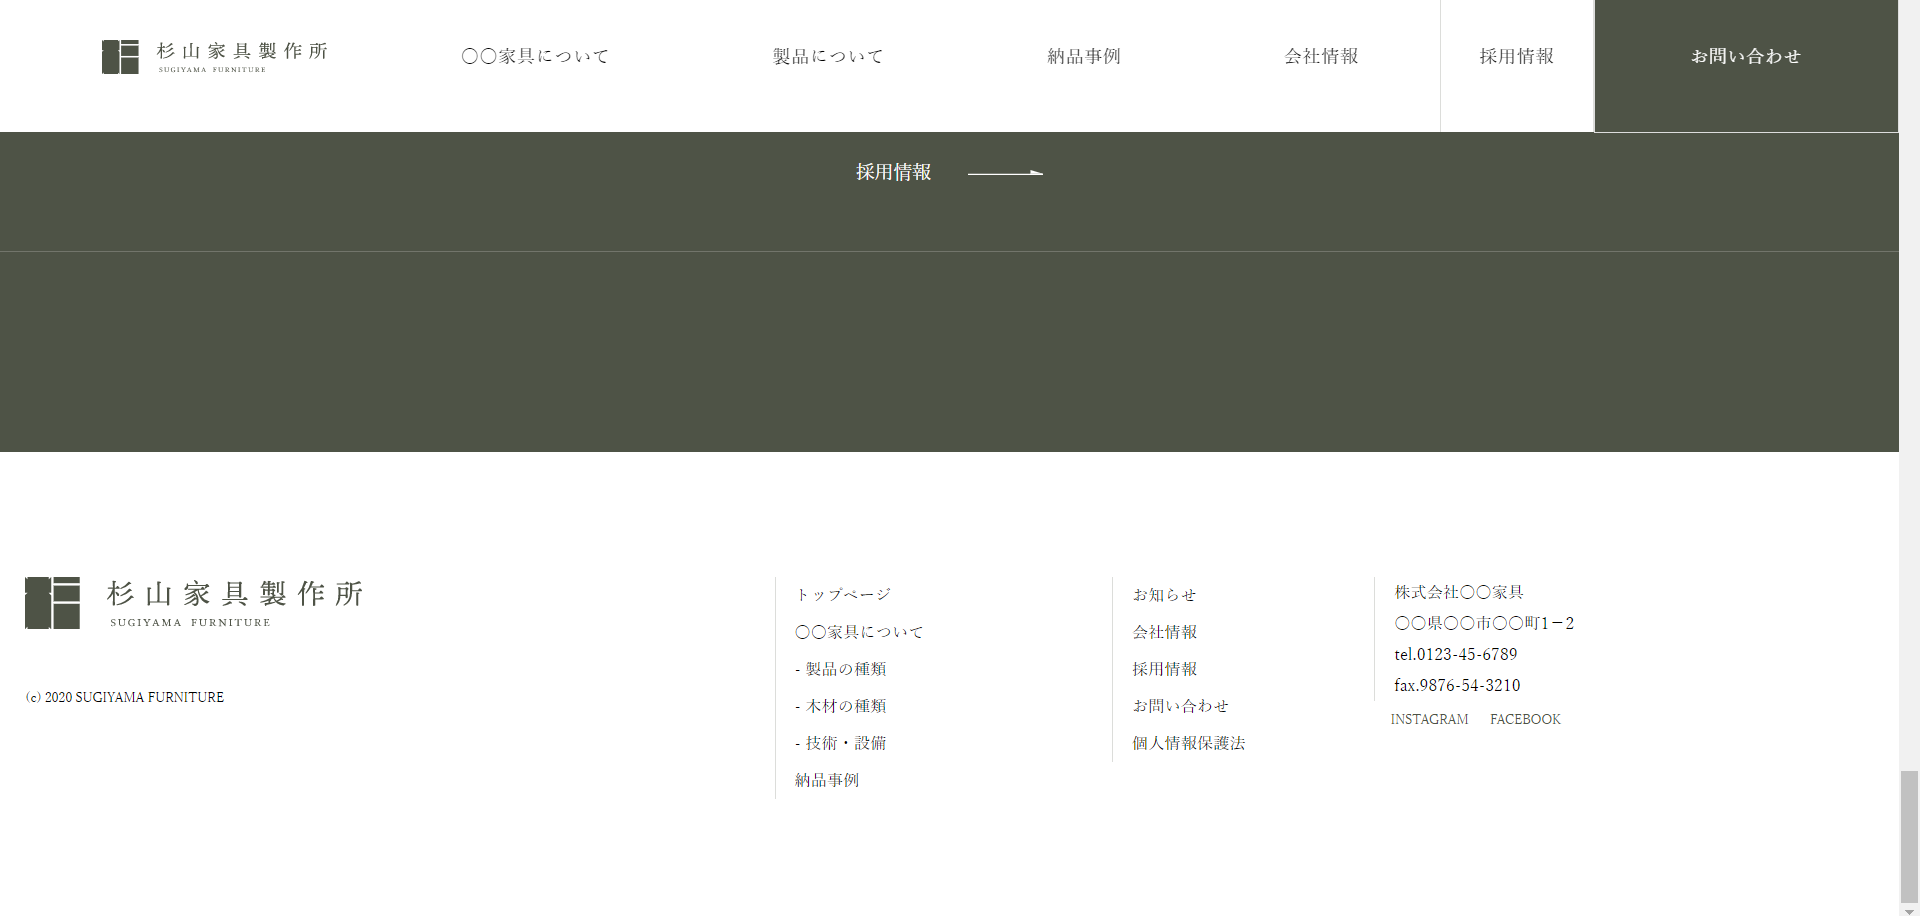 杉山家具製作所
SUGIYAMA FURNITURE
〇〇家具について
製品について
納品事例
会社情報
採用情報
お問い合わせ
採用情報
杉山家具製作所
SUGIYAMA FURNITURE
(c) 2020 SUGIYAMA FURNITURE
トップページ
〇〇家具について
- 製品の種類
- 木材の種類
- 技術・設備
納品事例
お知らせ
会社情報
採用情報
お問い合わせ
個人情報保護法
株式会社〇〇家具
〇〇県〇〇市〇〇町1－2
tel.0123-45-6789
fax.9876-54-3210
INSTAGRAM FACEBOOK